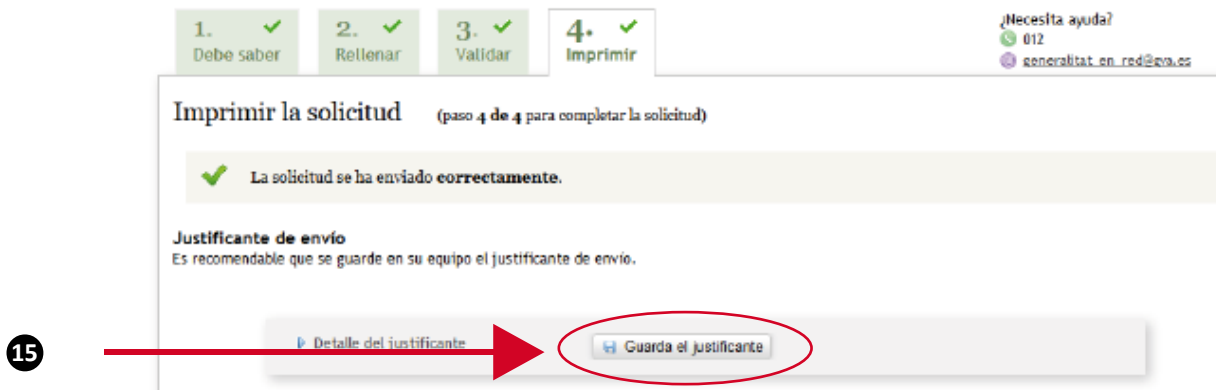 1.
Debe saber
2.
Rellenar
3.
Validar
4.
Imprimir
¿Necesita ayuda?
012
generalitat_en_red@gva.es
Imprimir la solicitud (paso 4 de 4 para completar la solicitud)
La solicitud se ha enviado correctamente.
Justificante de envío
Es recomendable que se guarde en su equipo el justificante de envío.
15
Detalle del justificante
Guarda el justificante